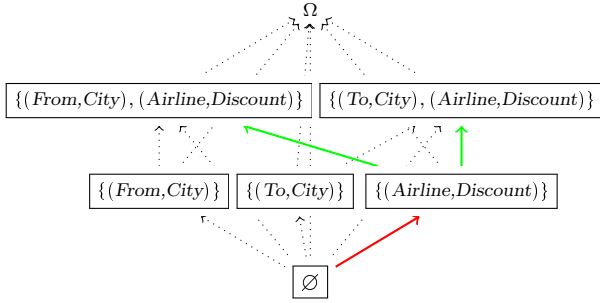 Ω
{(From,City), (Airline,Discount)} {(To,City), (Airline,Discount)}
{(From,City)} {(To,City)} {(Airline,Discount)}
∅